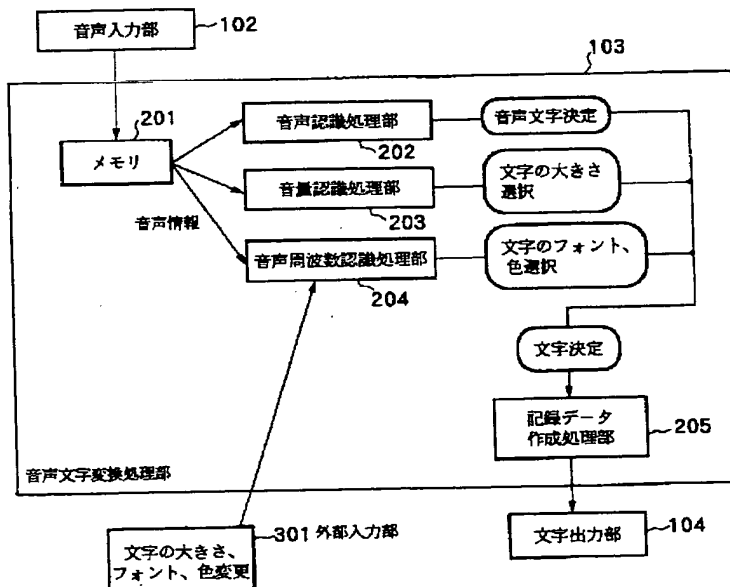 音声入力部
102
103
201
メモリ
音声認識処理部
202
音声文字決定
音量認識処理部
203
文字の大きさ
選択
音声情報
音声周波数認識処理部
204
文字のフォント、
色選択
文字決定
記録データ
作成処理部
205
音声文字変換処理部
文字出力部
104
301 外部入力部
文字の大きさ、
フォント、色変更